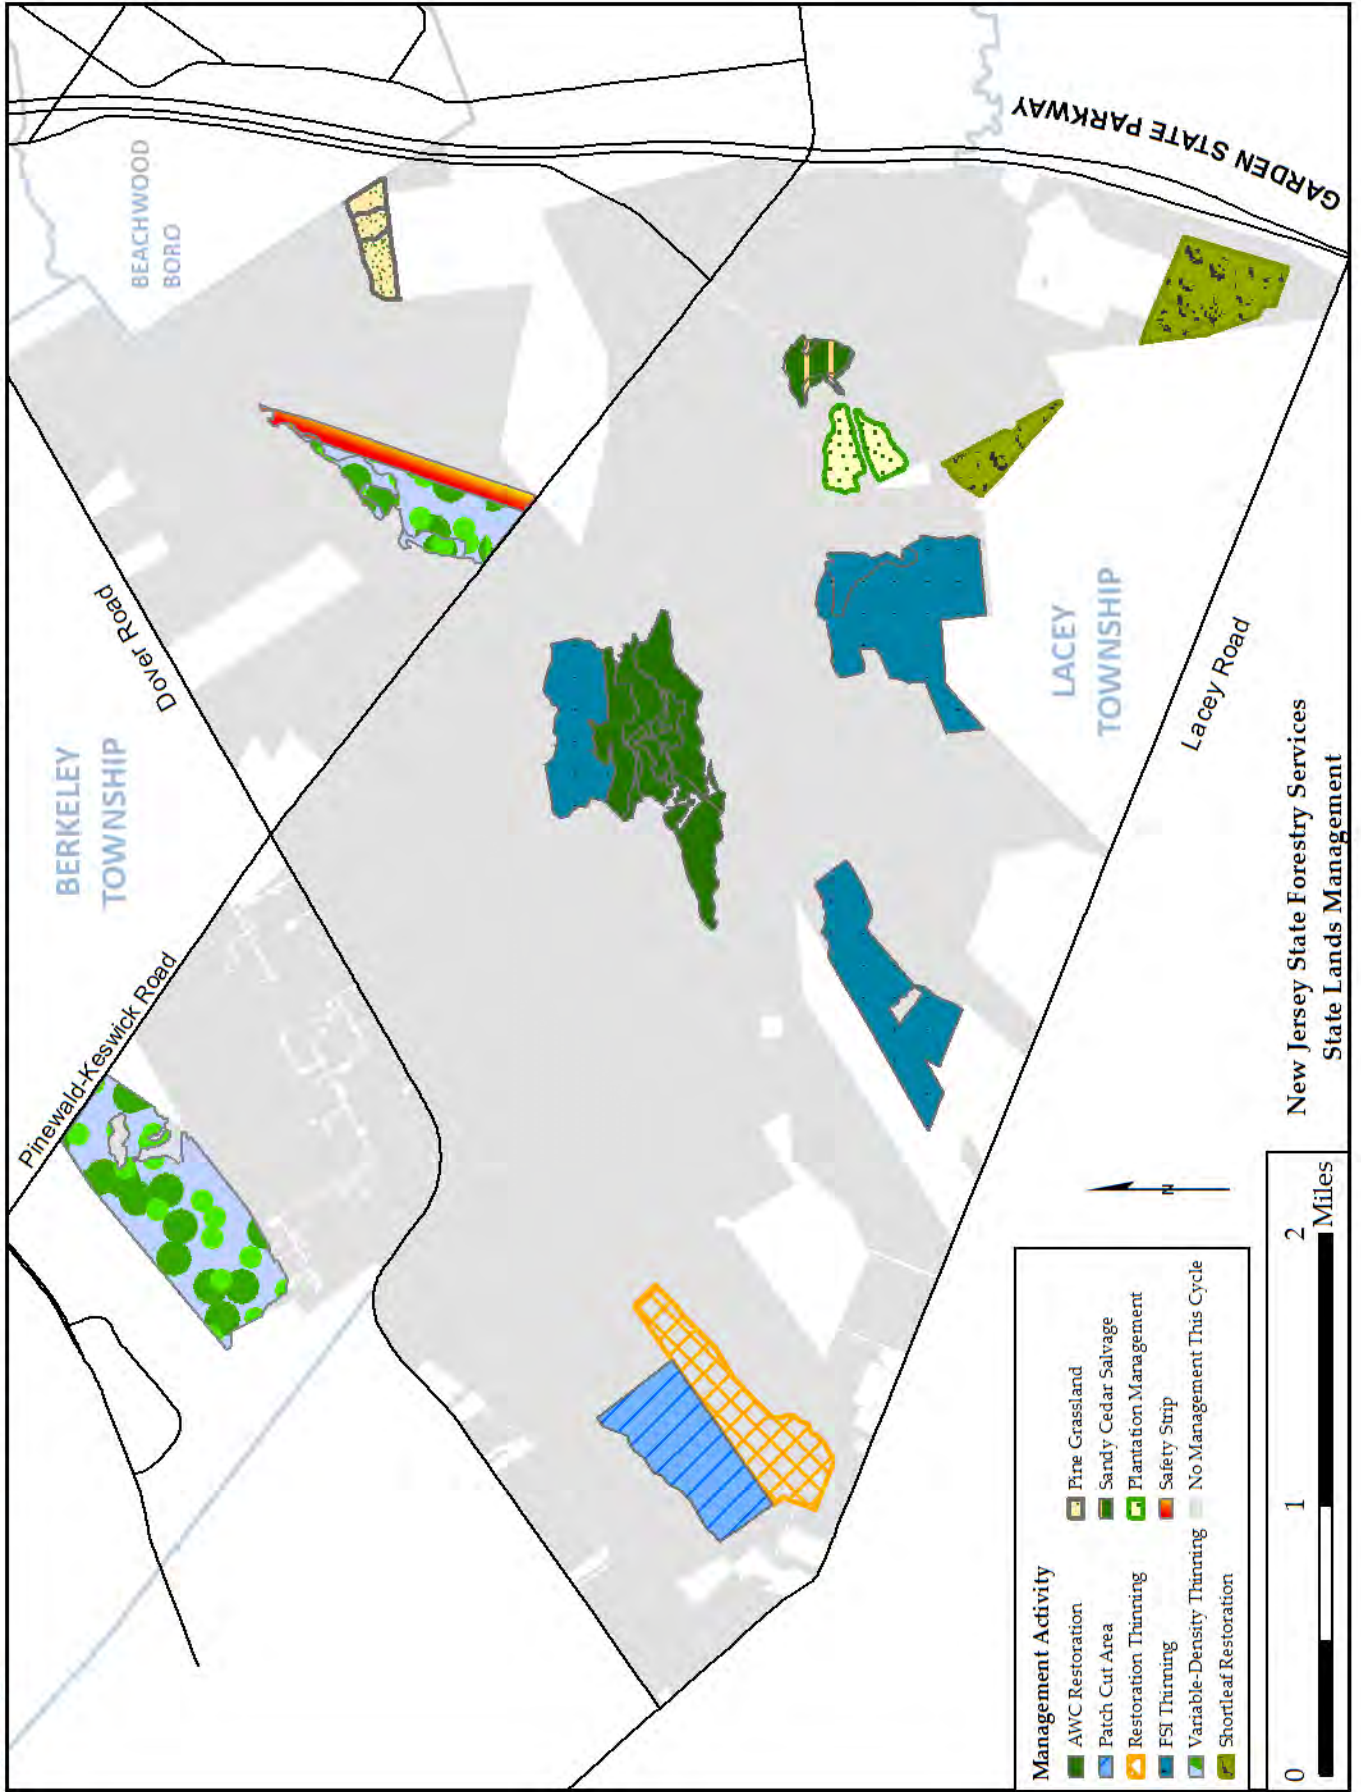 BERKELEY
TOWNSHIP
BEACHWOOD
BORO
Pinewald-Keswick Road
Dover Road
GARDEN STATE PARKWAY
LACEY
TOWNSHIP
Lacey Road
Management Activity
AWC Restoration
Patch Cut Area
Restoration Thinning
FSI Thinning
Variable-Density Thinning
Shortleaf Restoration
Pine Grassland
Sandy Cedar Salvage
Plantation Management
Safety Strip
No Management This Cycle
N
0 1 2
Miles
New Jersey State Forestry Services
State Lands Management